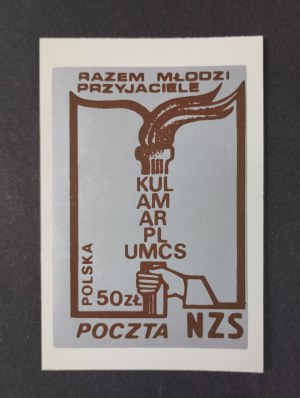 RAZEM MŁODZI
PRZYJACIELE
KUL
AM
AR
PL
UMCS
POLSKA
50ZŁ
POCZTA NZS